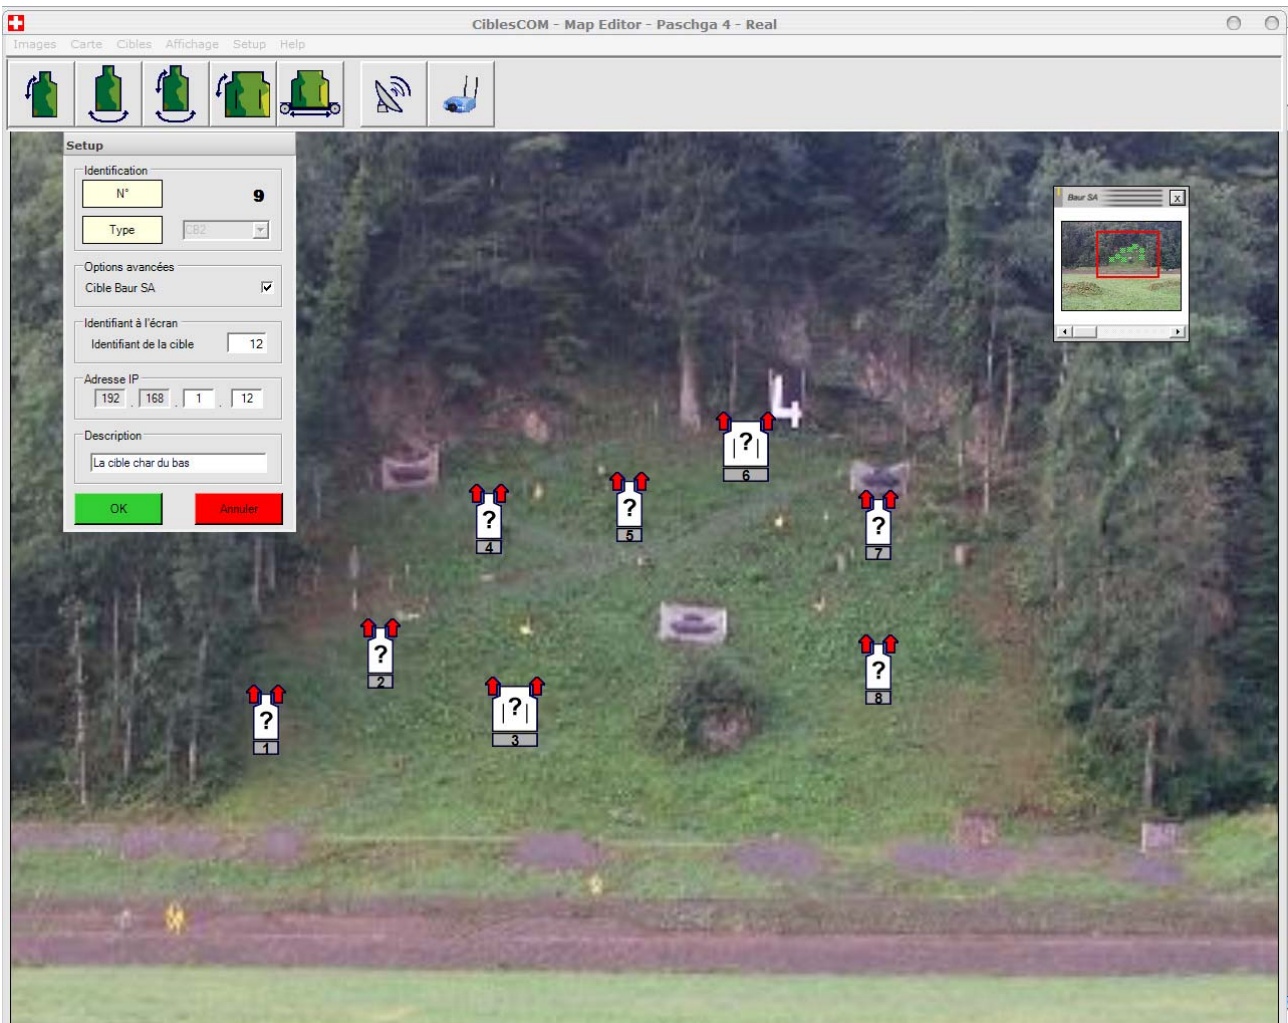 CiblesCOM - Map Editor - Paschga 4 - Real
Images Carte Cibles Affichage Setup Help
Setup
Identification
N° 9
Type CB2
Options avancées
Cible Baur SA
Identifiant à l'écran
Identifiant de la cible 12
Adresse IP
192 . 168 . 1 . 12
Description
La cible char du bas
OK Annuler
Baur SA x
4
?
6
?
5
?
4
?
7
?
2
?
8
?
3
?
1